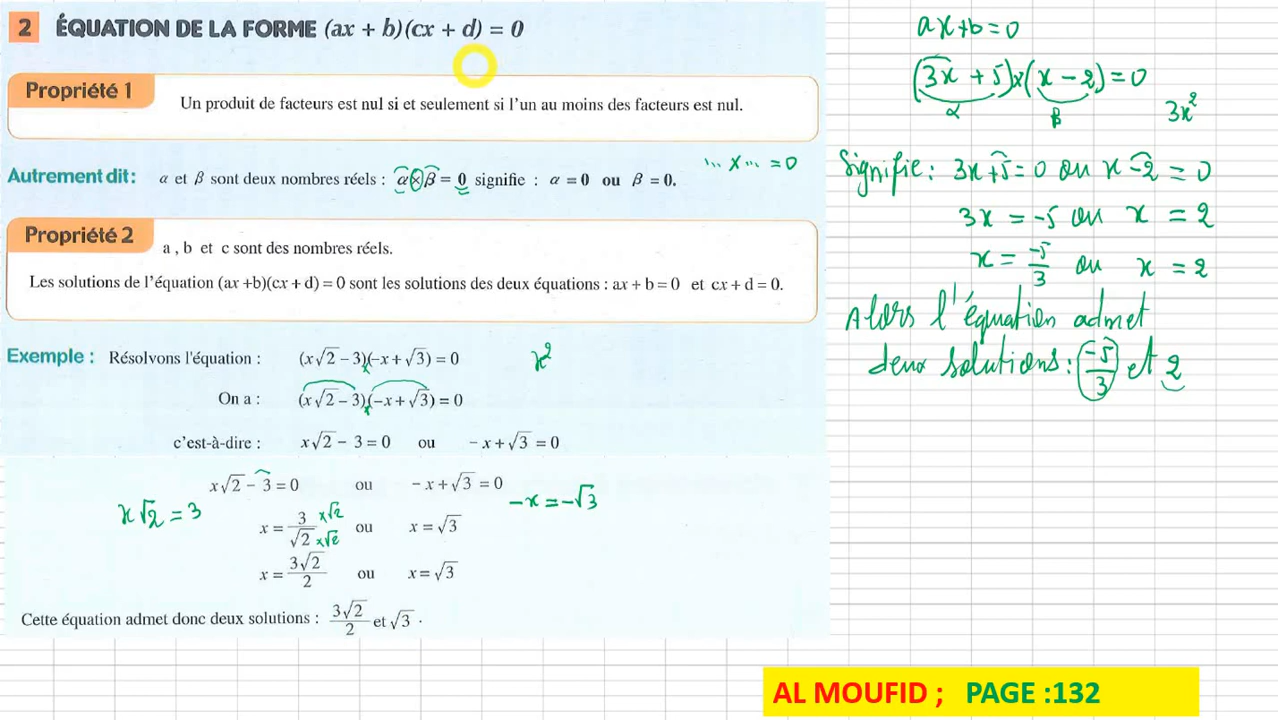 2 ÉQUATION DE LA FORME (ax + b)(cx + d) = 0
Propriété 1
Un produit de facteurs est nul si et seulement si l'un au moins des facteurs est nul.
... x ... = 0
Autrement dit : α et β sont deux nombres réels : α×β = 0 signifie : α = 0 ou β = 0.
Propriété 2
a , b et c sont des nombres réels.
Les solutions de l'équation (ax +b)(cx + d) = 0 sont les solutions des deux équations : ax + b = 0 et cx + d = 0.
Exemple : Résolvons l'équation : (x√2 – 3)(–x + √3) = 0
x²
On a : (x√2 – 3)(–x + √3) = 0
c'est-à-dire : x√2 – 3 = 0 ou – x + √3 = 0
x√2 – 3 = 0 ou – x + √3 = 0
x√2 = 3
-x = -√3
x = 3/√2 ×√2 ×√2 ou x = √3
x = 3√2/2 ou x = √3
Cette équation admet donc deux solutions : 3√2/2 et √3 .
ax+b=0
(3x + 5)×(x – 2) = 0
α β
3x²
Signifie : 3x+5=0 ou x-2 = 0
3x = -5 ou x = 2
x = -5/3 ou x = 2
Alors l'équation admet
deux solutions : (-5/3) et 2
AL MOUFID ; PAGE :132